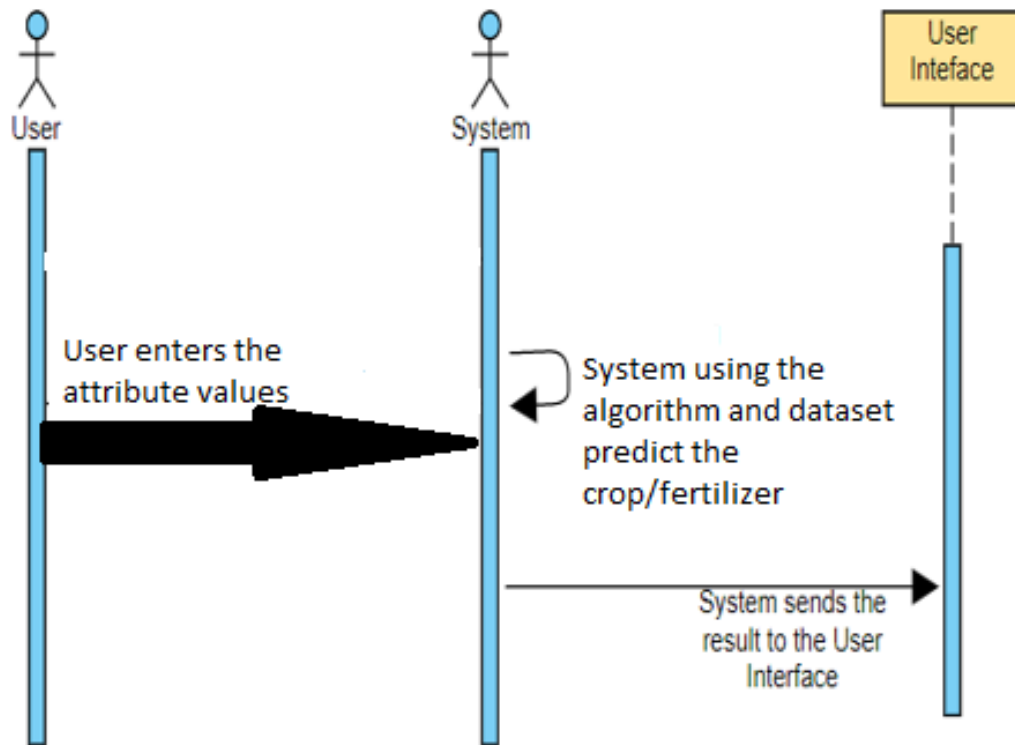 User
System
User
Inteface
User enters the
attribute values
System using the
algorithm and dataset
predict the
crop/fertilizer
System sends the
result to the User
Interface